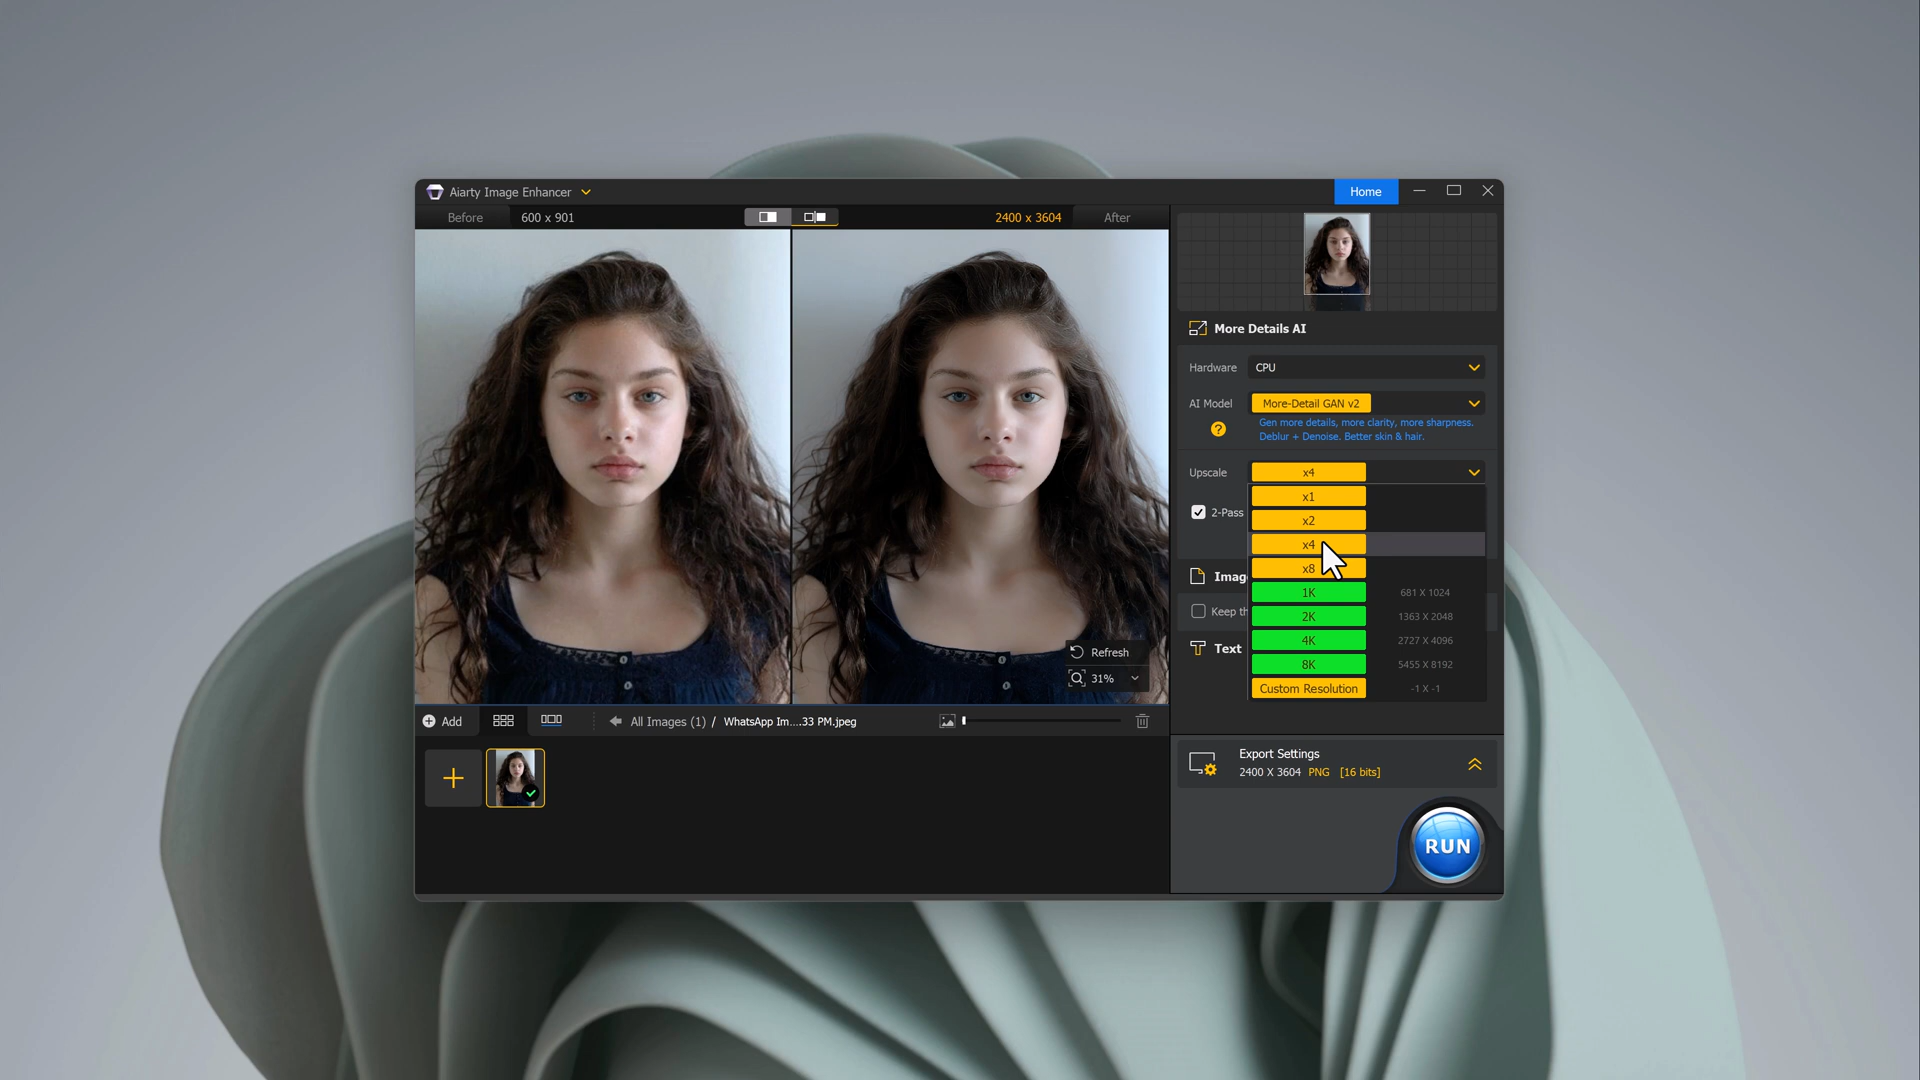 Aiarty Image Enhancer
Home
Before
600 x 901
2400 x 3604
After
More Details AI
Hardware
CPU
AI Model
More-Detail GAN v2
?
Gen more details, more clarity, more sharpness.
Deblur + Denoise. Better skin & hair.
Upscale
x4
x1
2-Pass
x2
x4
x8
Imag
1K
681 X 1024
Keep th
2K
1363 X 2048
4K
2727 X 4096
Text
8K
5455 X 8192
Custom Resolution
-1 X -1
Refresh
31%
Add
All Images (1) / WhatsApp Im....33 PM.jpeg
Export Settings
2400 X 3604 PNG [16 bits]
RUN